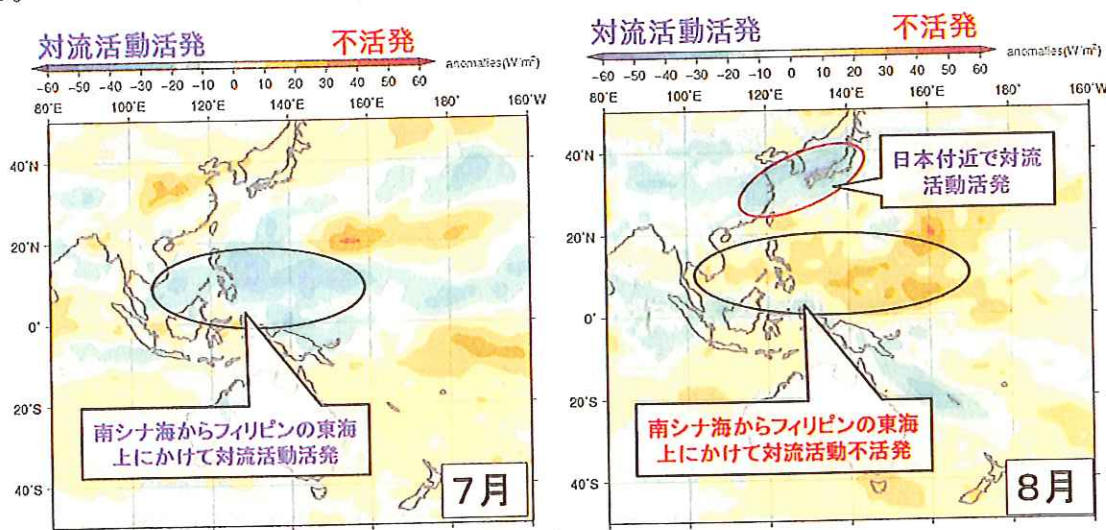 対流活動活発 不活発
anomalies(W/m²)
-60 -50 -40 -30 -20 -10 0 10 20 30 40 50 60
80°E 100°E 120°E 140°E 160°E 180° 160°W
40°N
20°N
0°
20°S
40°S
南シナ海からフィリピンの東海
上にかけて対流活動活発
7月
対流活動活発 不活発
anomalies(W/m²)
-60 -50 -40 -30 -20 -10 0 10 20 30 40 50 60
80°E 100°E 120°E 140°E 160°E 180° 160°W
40°N
20°N
0°
20°S
40°S
日本付近で対流
活動活発
南シナ海からフィリピンの東海
上にかけて対流活動不活発
8月